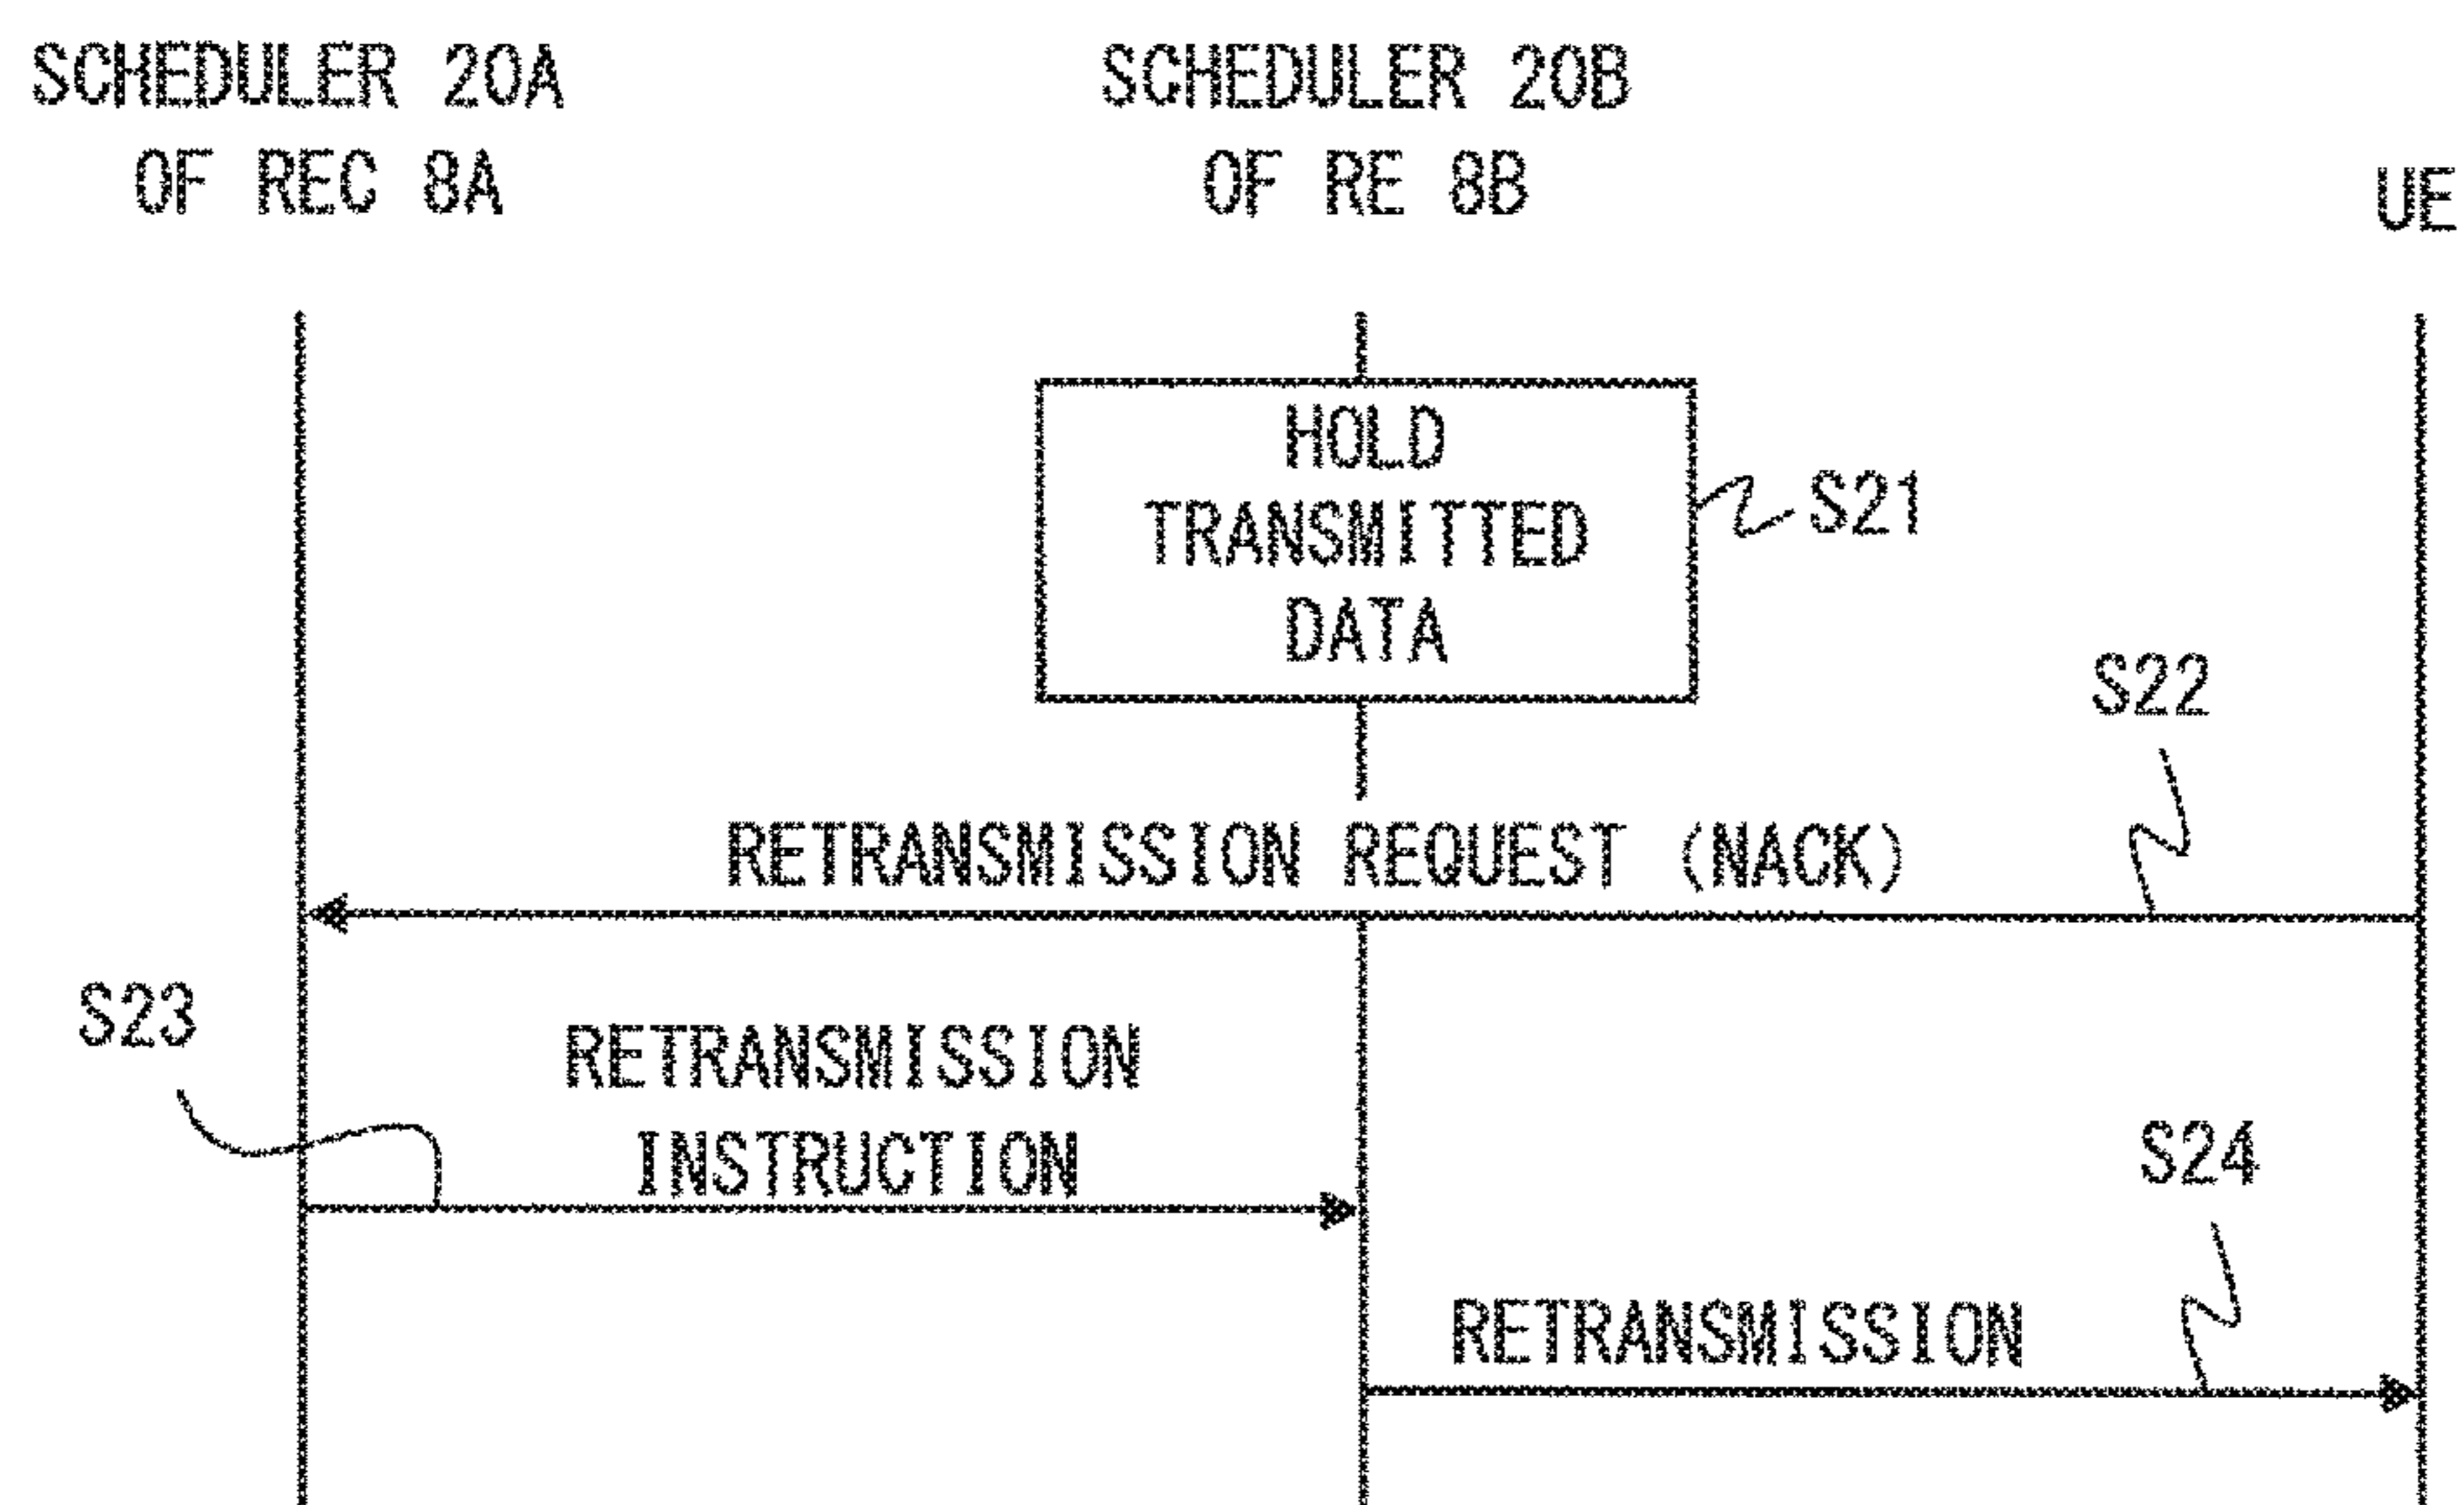 SCHEDULER 20A
OF REC 8A
SCHEDULER 20B
OF RE 8B
UE
HOLD
TRANSMITTED
DATA
S21
S22
RETRANSMISSION REQUEST (NACK)
S23
RETRANSMISSION
INSTRUCTION
S24
RETRANSMISSION